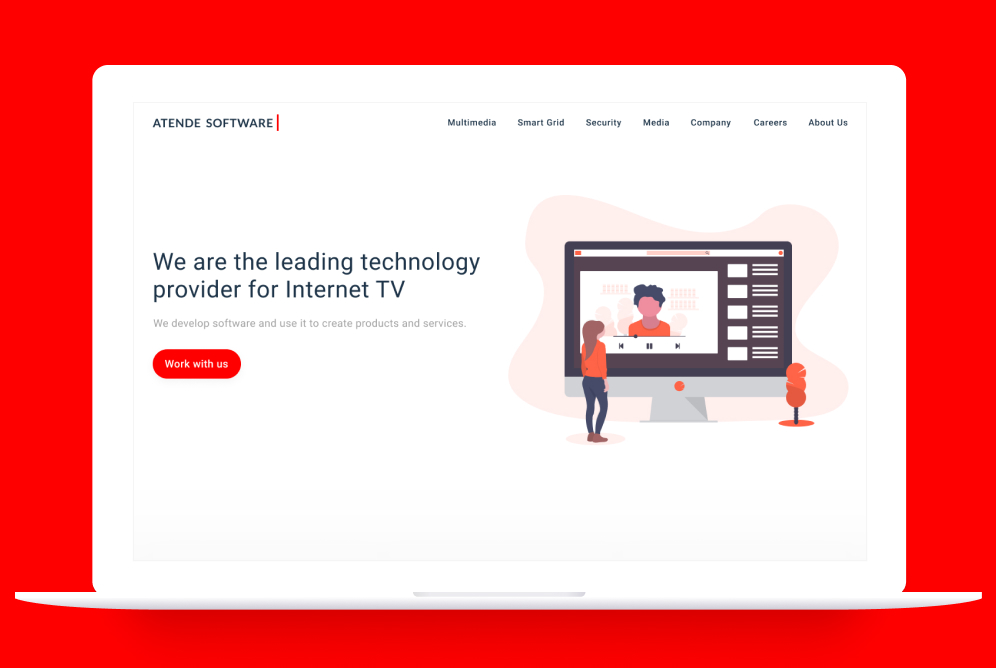 ATENDE SOFTWARE
Multimedia Smart Grid Security Media Company Careers About Us
We are the leading technology
provider for Internet TV
We develop software and use it to create products and services.
Work with us